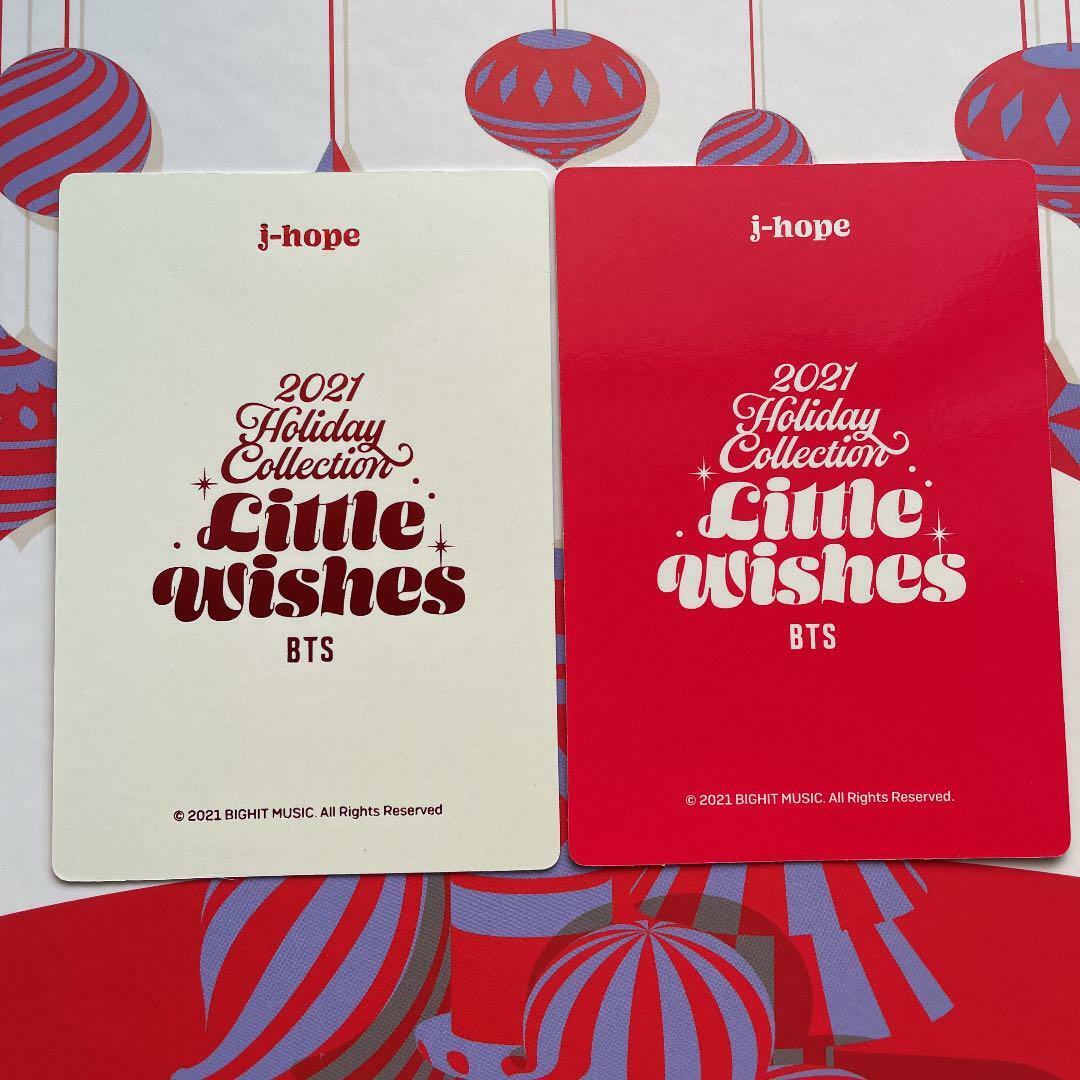 j-hope
2021
Holiday
Collection
Little
Wishes
BTS
© 2021 BIGHIT MUSIC. All Rights Reserved
j-hope
2021
Holiday
Collection
Little
Wishes
BTS
© 2021 BIGHIT MUSIC. All Rights Reserved.